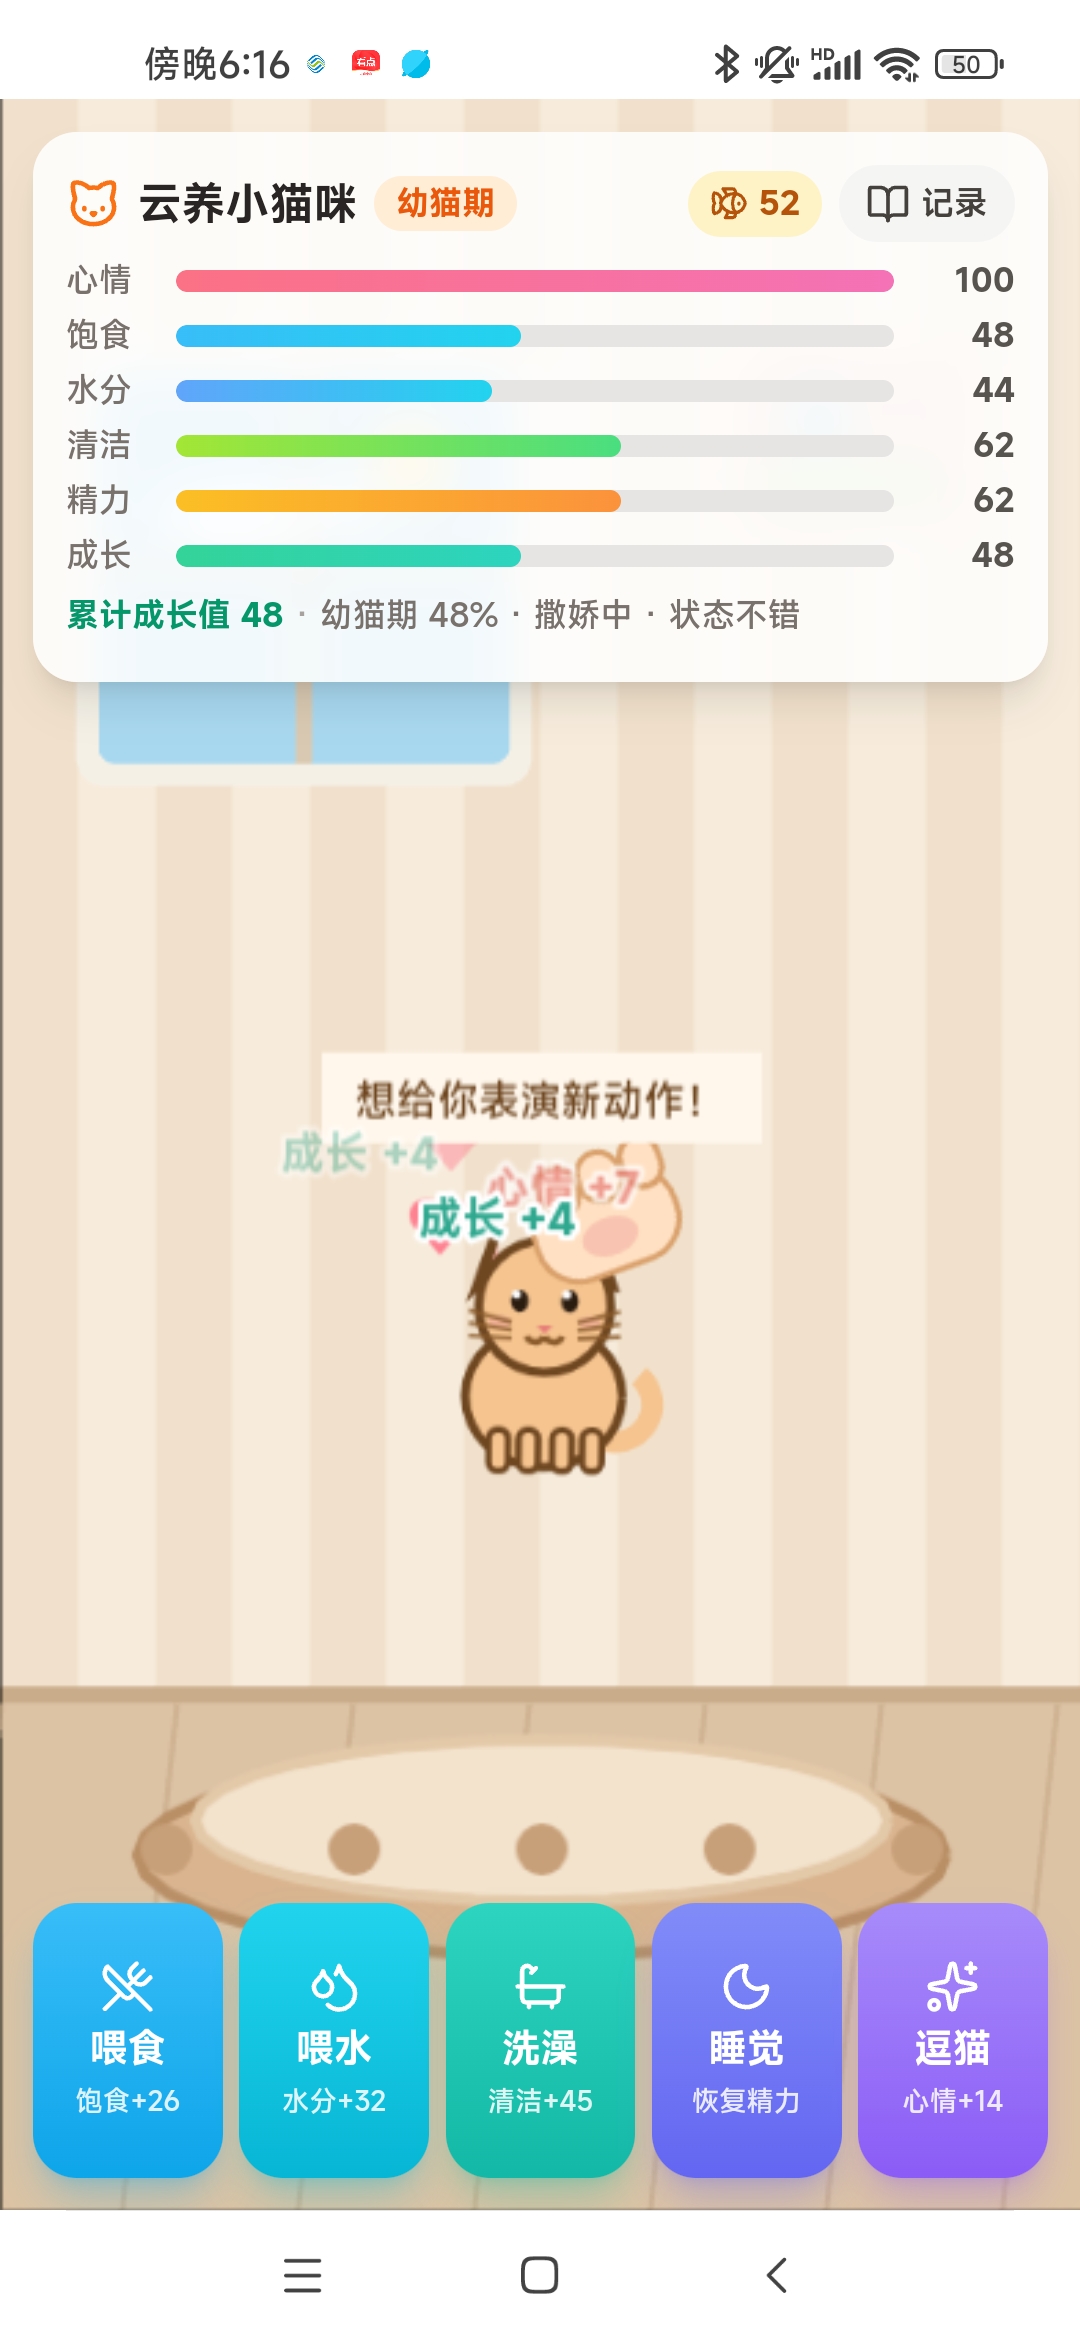 傍晚6:16
HD
50
云养小猫咪
幼猫期
52
记录
心情 100
饱食 48
水分 44
清洁 62
精力 62
成长 48
累计成长值 48 · 幼猫期 48% · 撒娇中 · 状态不错
想给你表演新动作！
成长 +4
心情 +7
成长 +4
喂食
饱食+26
喂水
水分+32
洗澡
清洁+45
睡觉
恢复精力
逗猫
心情+14